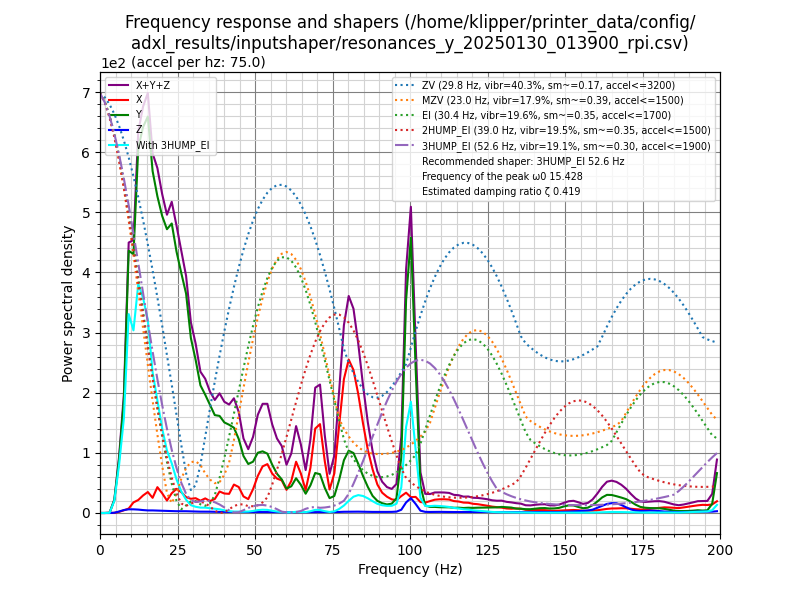 Frequency response and shapers (/home/klipper/printer_data/config/
adxl_results/inputshaper/resonances_y_20250130_013900_rpi.csv)
1e2 (accel per hz: 75.0)
X+Y+Z
X
Y
Z
With 3HUMP_EI
ZV (29.8 Hz, vibr=40.3%, sm~=0.17, accel<=3200)
MZV (23.0 Hz, vibr=17.9%, sm~=0.39, accel<=1500)
EI (30.4 Hz, vibr=19.6%, sm~=0.35, accel<=1700)
2HUMP_EI (39.0 Hz, vibr=19.5%, sm~=0.35, accel<=1500)
3HUMP_EI (52.6 Hz, vibr=19.1%, sm~=0.30, accel<=1900)
Recommended shaper: 3HUMP_EI 52.6 Hz
Frequency of the peak ω0 15.428
Estimated damping ratio ζ 0.419
Power spectral density
7
6
5
4
3
2
1
0
0 25 50 75 100 125 150 175 200
Frequency (Hz)